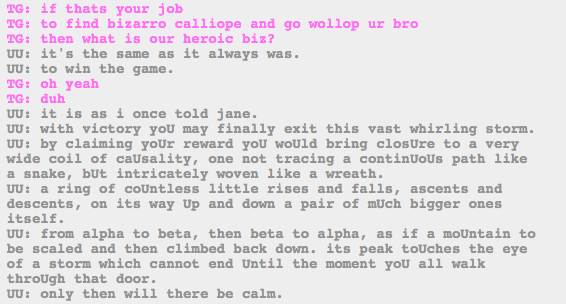 TG: if thats your job
TG: to find bizarro calliope and go wollop ur bro
TG: then what is our heroic biz?
UU: it's the same as it always was.
UU: to win the game.
TG: oh yeah
TG: duh
UU: it is as i once told jane.
UU: with victory yoU may finally exit this vast whirling storm.
UU: by claiming yoUr reward yoU woUld bring closUre to a very
wide coil of caUsality, one not tracing a continUoUs path like
a snake, bUt intricately woven like a wreath.
UU: a ring of coUntless little rises and falls, ascents and
descents, on its way Up and down a pair of mUch bigger ones
itself.
UU: from alpha to beta, then beta to alpha, as if a moUntain to
be scaled and then climbed back down. its peak toUches the eye
of a storm which cannot end Until the moment yoU all walk
throUgh that door.
UU: only then will there be calm.